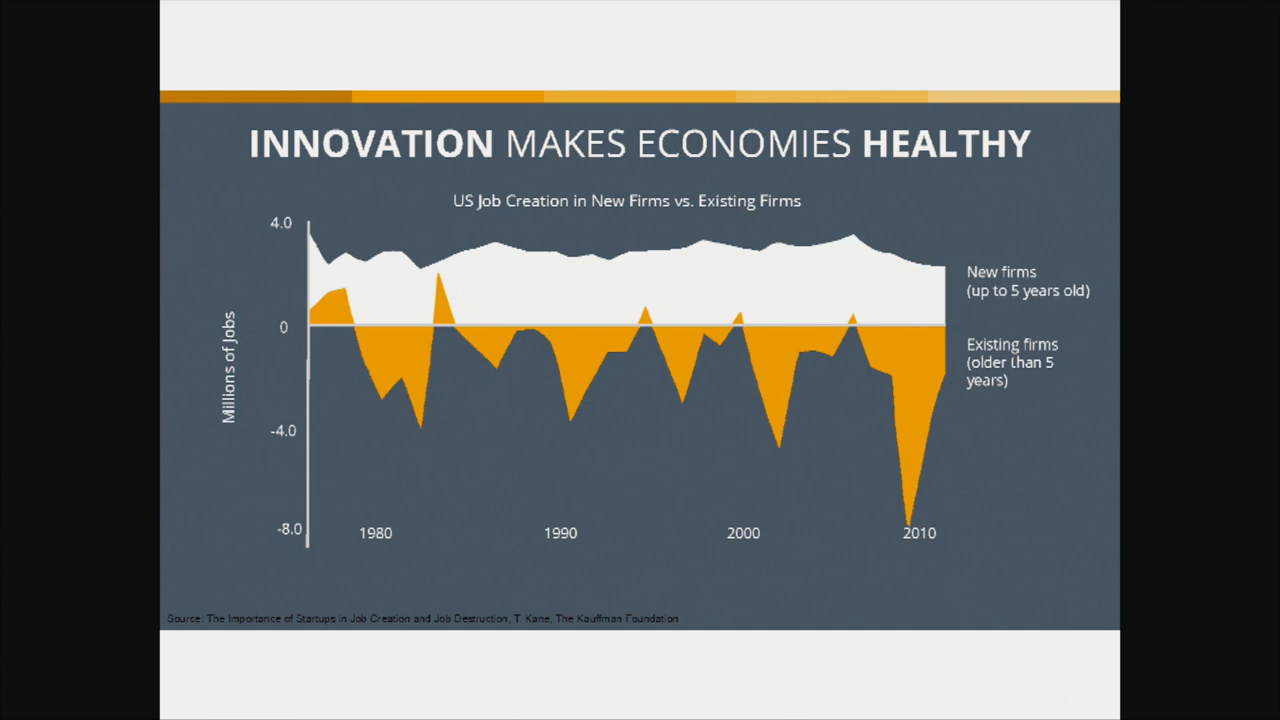 INNOVATION MAKES ECONOMIES HEALTHY
US Job Creation in New Firms vs. Existing Firms
4.0
0
-4.0
-8.0
Millions of Jobs
1980 1990 2000 2010
New firms
(up to 5 years old)
Existing firms
(older than 5
years)
Source: The Importance of Startups in Job Creation and Job Destruction, T. Kane, The Kauffman Foundation